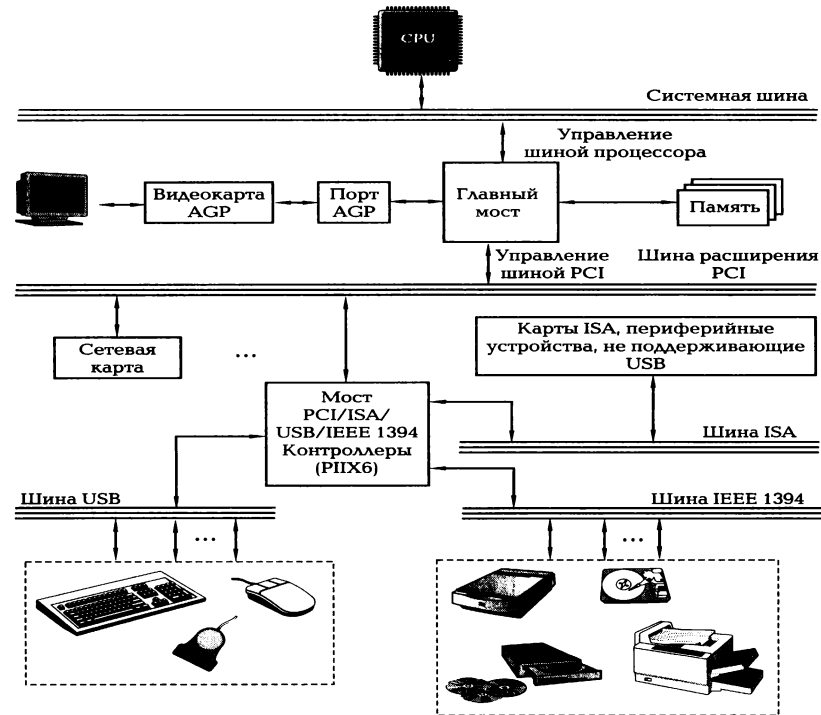 CPU
Системная шина
Управление
шиной процессора
Видеокарта
AGP
Порт
AGP
Главный
мост
Память
Управление
шиной PCI
Шина расширения
PCI
Сетевая
карта
...
Карты ISA, периферийные
устройства, не поддерживающие
USB
Мост
PCI/ISA/
USB/IEEE 1394
Контроллеры
(PIIX6)
Шина ISA
Шина USB
Шина IEEE 1394
...
...